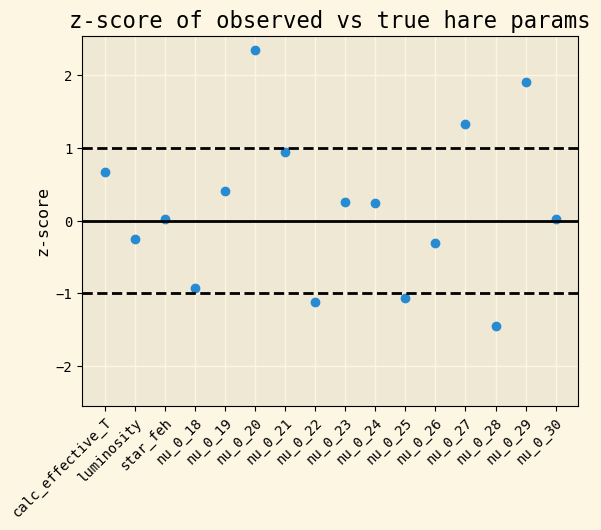 z-score of observed vs true hare params
z-score
2
1
0
−1
−2
calc_effective_T
luminosity
star_feh
nu_0_18
nu_0_19
nu_0_20
nu_0_21
nu_0_22
nu_0_23
nu_0_24
nu_0_25
nu_0_26
nu_0_27
nu_0_28
nu_0_29
nu_0_30